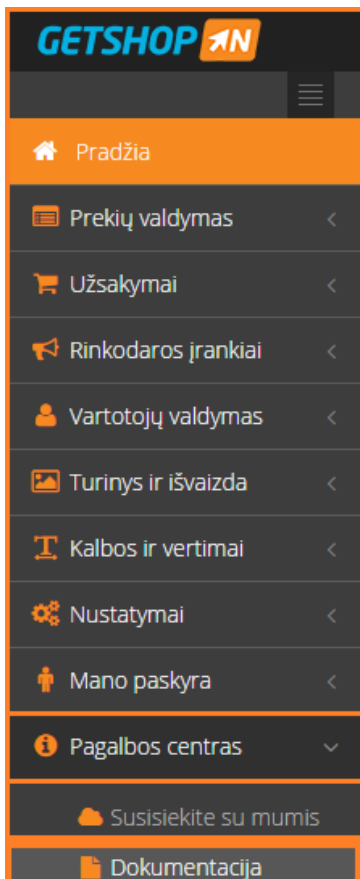 GETSHOPIN
Pradžia
Prekių valdymas
Užsakymai
Rinkodaros įrankiai
Vartotojų valdymas
Turinys ir išvaizda
Kalbos ir vertimai
Nustatymai
Mano paskyra
Pagalbos centras
Susisiekite su mumis
Dokumentacija